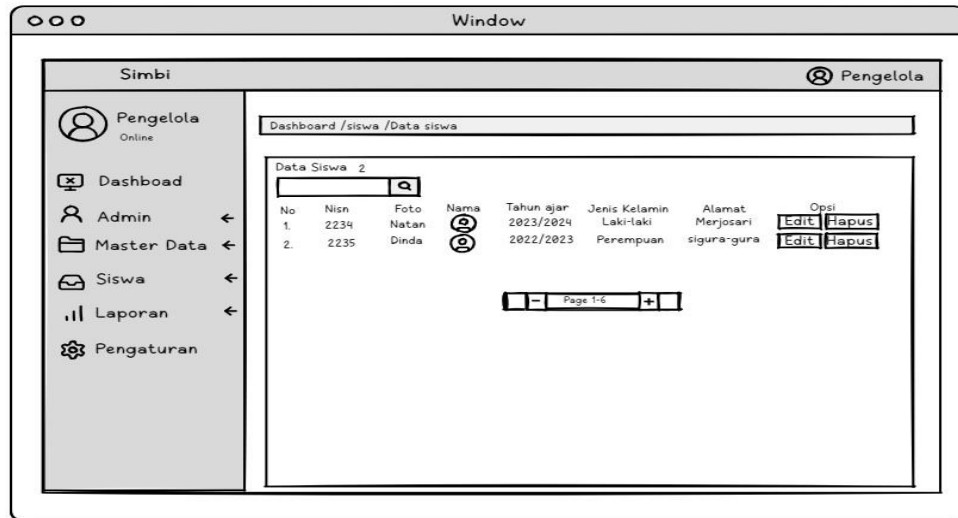 Window
Simbi
Pengelola
Pengelola
Online
Dashboad
Admin
Master Data
Siswa
Laporan
Pengaturan
Dashboard /siswa /Data siswa
Data Siswa 2
No Nisn Foto Nama Tahun ajar Jenis Kelamin Alamat Opsi
1. 2234 Natan 2023/2024 Laki-laki Merjosari Edit Hapus
2. 2235 Dinda 2022/2023 Perempuan sigura-gura Edit Hapus
- Page 1-6 +